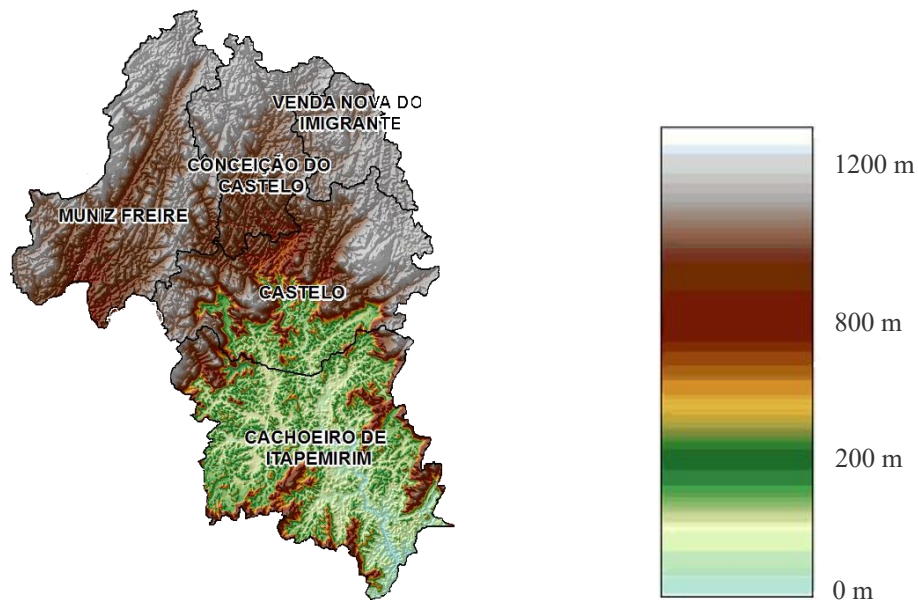 VENDA NOVA DO
IMIGRANTE
CONCEIÇÃO DO
CASTELO
MUNIZ FREIRE
CASTELO
CACHOEIRO DE
ITAPEMIRIM
1200 m
800 m
200 m
0 m